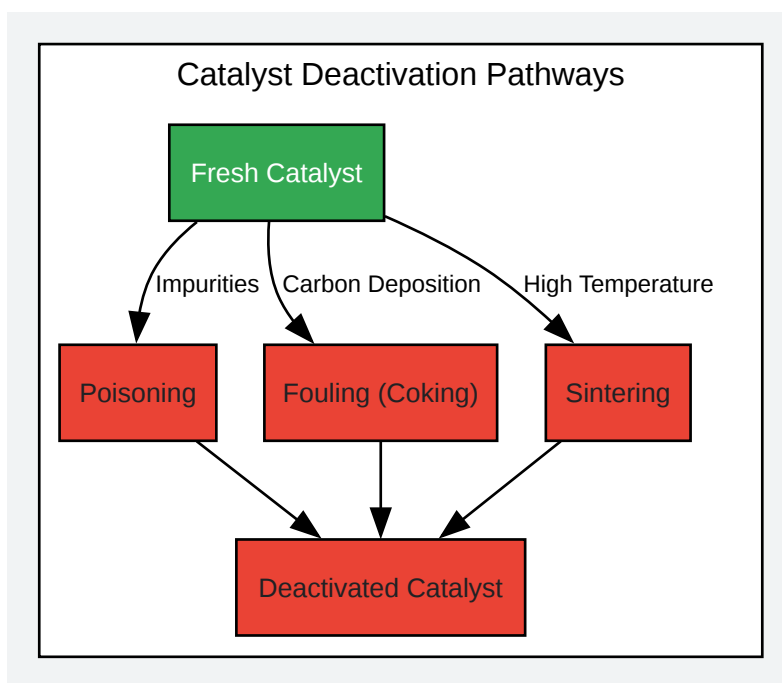 Catalyst Deactivation Pathways
Fresh Catalyst
Impurities
Carbon Deposition
High Temperature
Poisoning
Fouling (Coking)
Sintering
Deactivated Catalyst